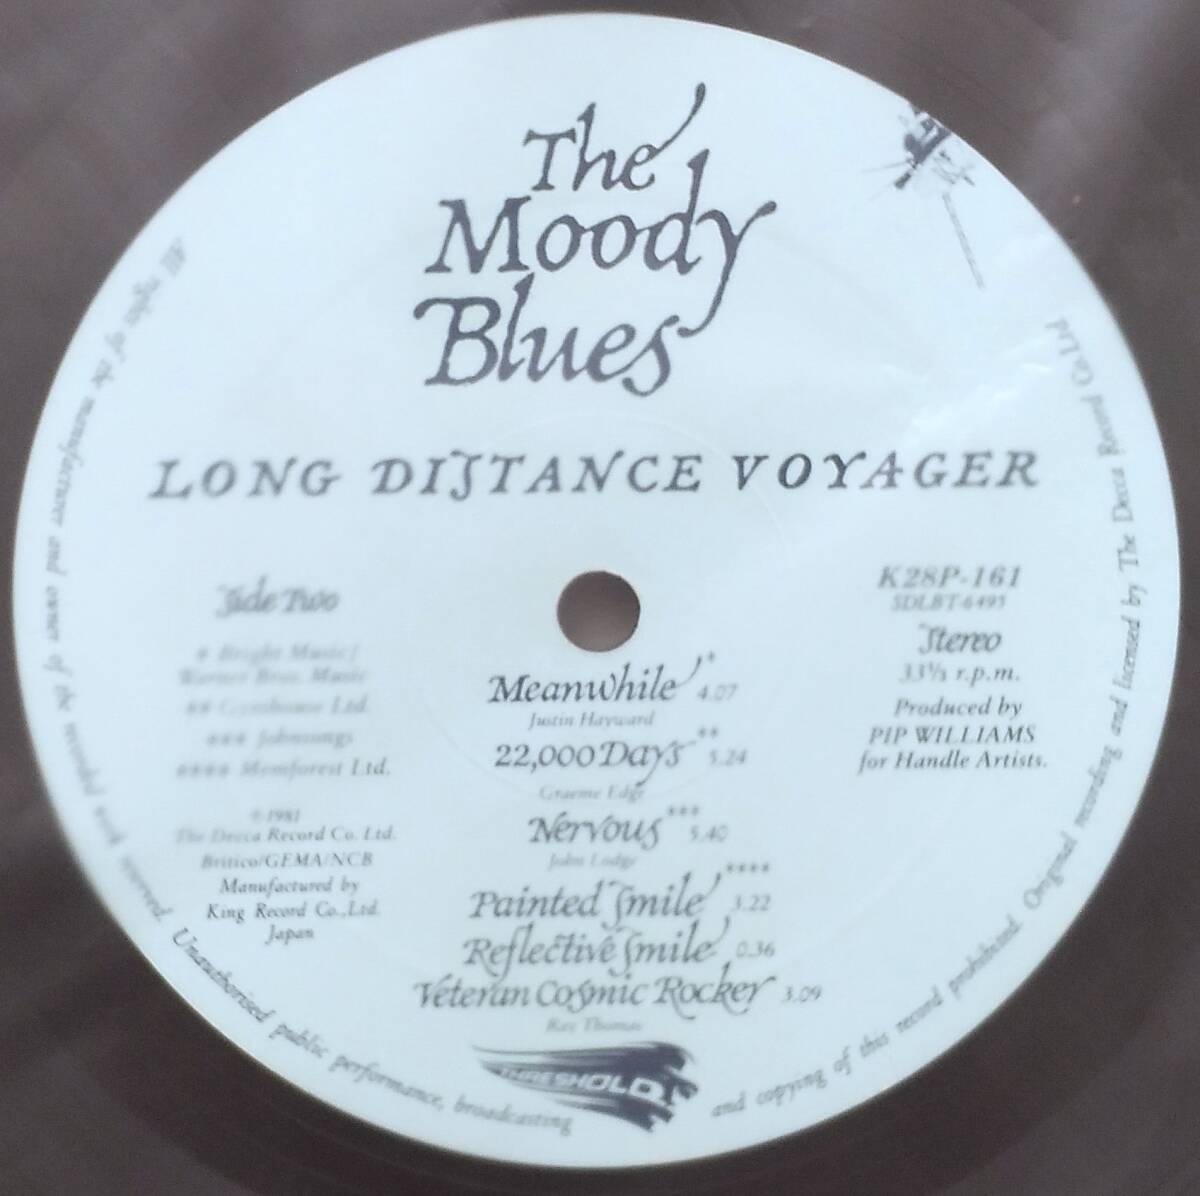 The
Moody
Blues
LONG DISTANCE VOYAGER
Side Two
* Bright Music/
Warner Bros. Music
** Gymhouse Ltd.
*** Johnsongs
**** Memforest Ltd.
℗ 1981
The Decca Record Co. Ltd.
Britico/GEMA/NCB
Manufactured by
King Record Co.,Ltd.
Japan
Meanwhile * 4.07
Justin Hayward
22,000 Days ** 5.24
Graeme Edge
Nervous *** 5.40
John Lodge
Painted Smile **** 3.22
Reflective Smile 0.36
Veteran Cosmic Rocker 3.09
Ray Thomas
K28P-161
SDLBT-6495
Stereo
33⅓ r.p.m.
Produced by
PIP WILLIAMS
for Handle Artists.
THRESHOLD
All rights of the manufacturer and owner of the recording work reserved. Unauthorised public performance, broadcasting and copying of this record prohibited. Original recording and licensed by The Decca Record Co.Ltd